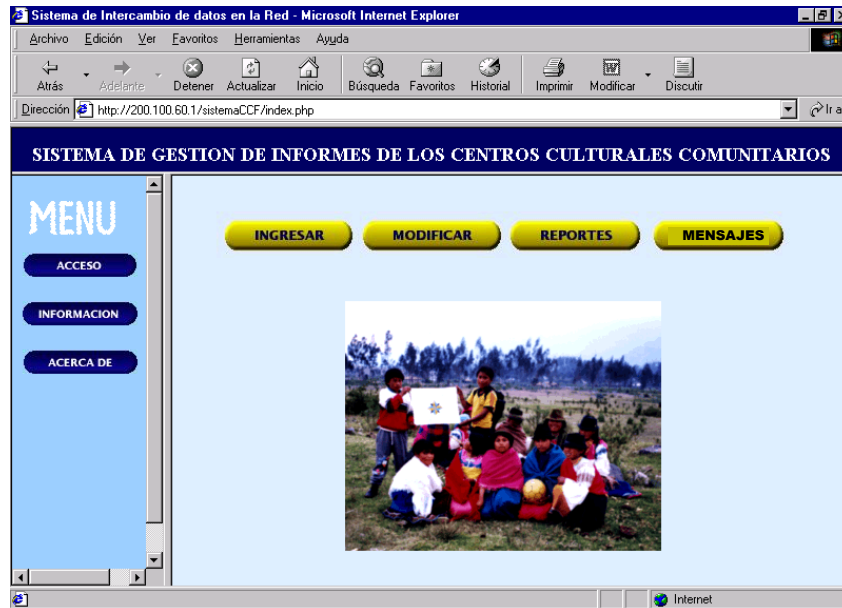 Sistema de Intercambio de datos en la Red - Microsoft Internet Explorer
Archivo Edición Ver Favoritos Herramientas Ayuda
Atrás Adelante Detener Actualizar Inicio Búsqueda Favoritos Historial Imprimir Modificar Discutir
Dirección http://200.100.60.1/sistemaCCF/index.php Ir a
SISTEMA DE GESTION DE INFORMES DE LOS CENTROS CULTURALES COMUNITARIOS
MENU
INGRESAR MODIFICAR REPORTES MENSAJES
ACCESO
INFORMACION
ACERCA DE
Internet